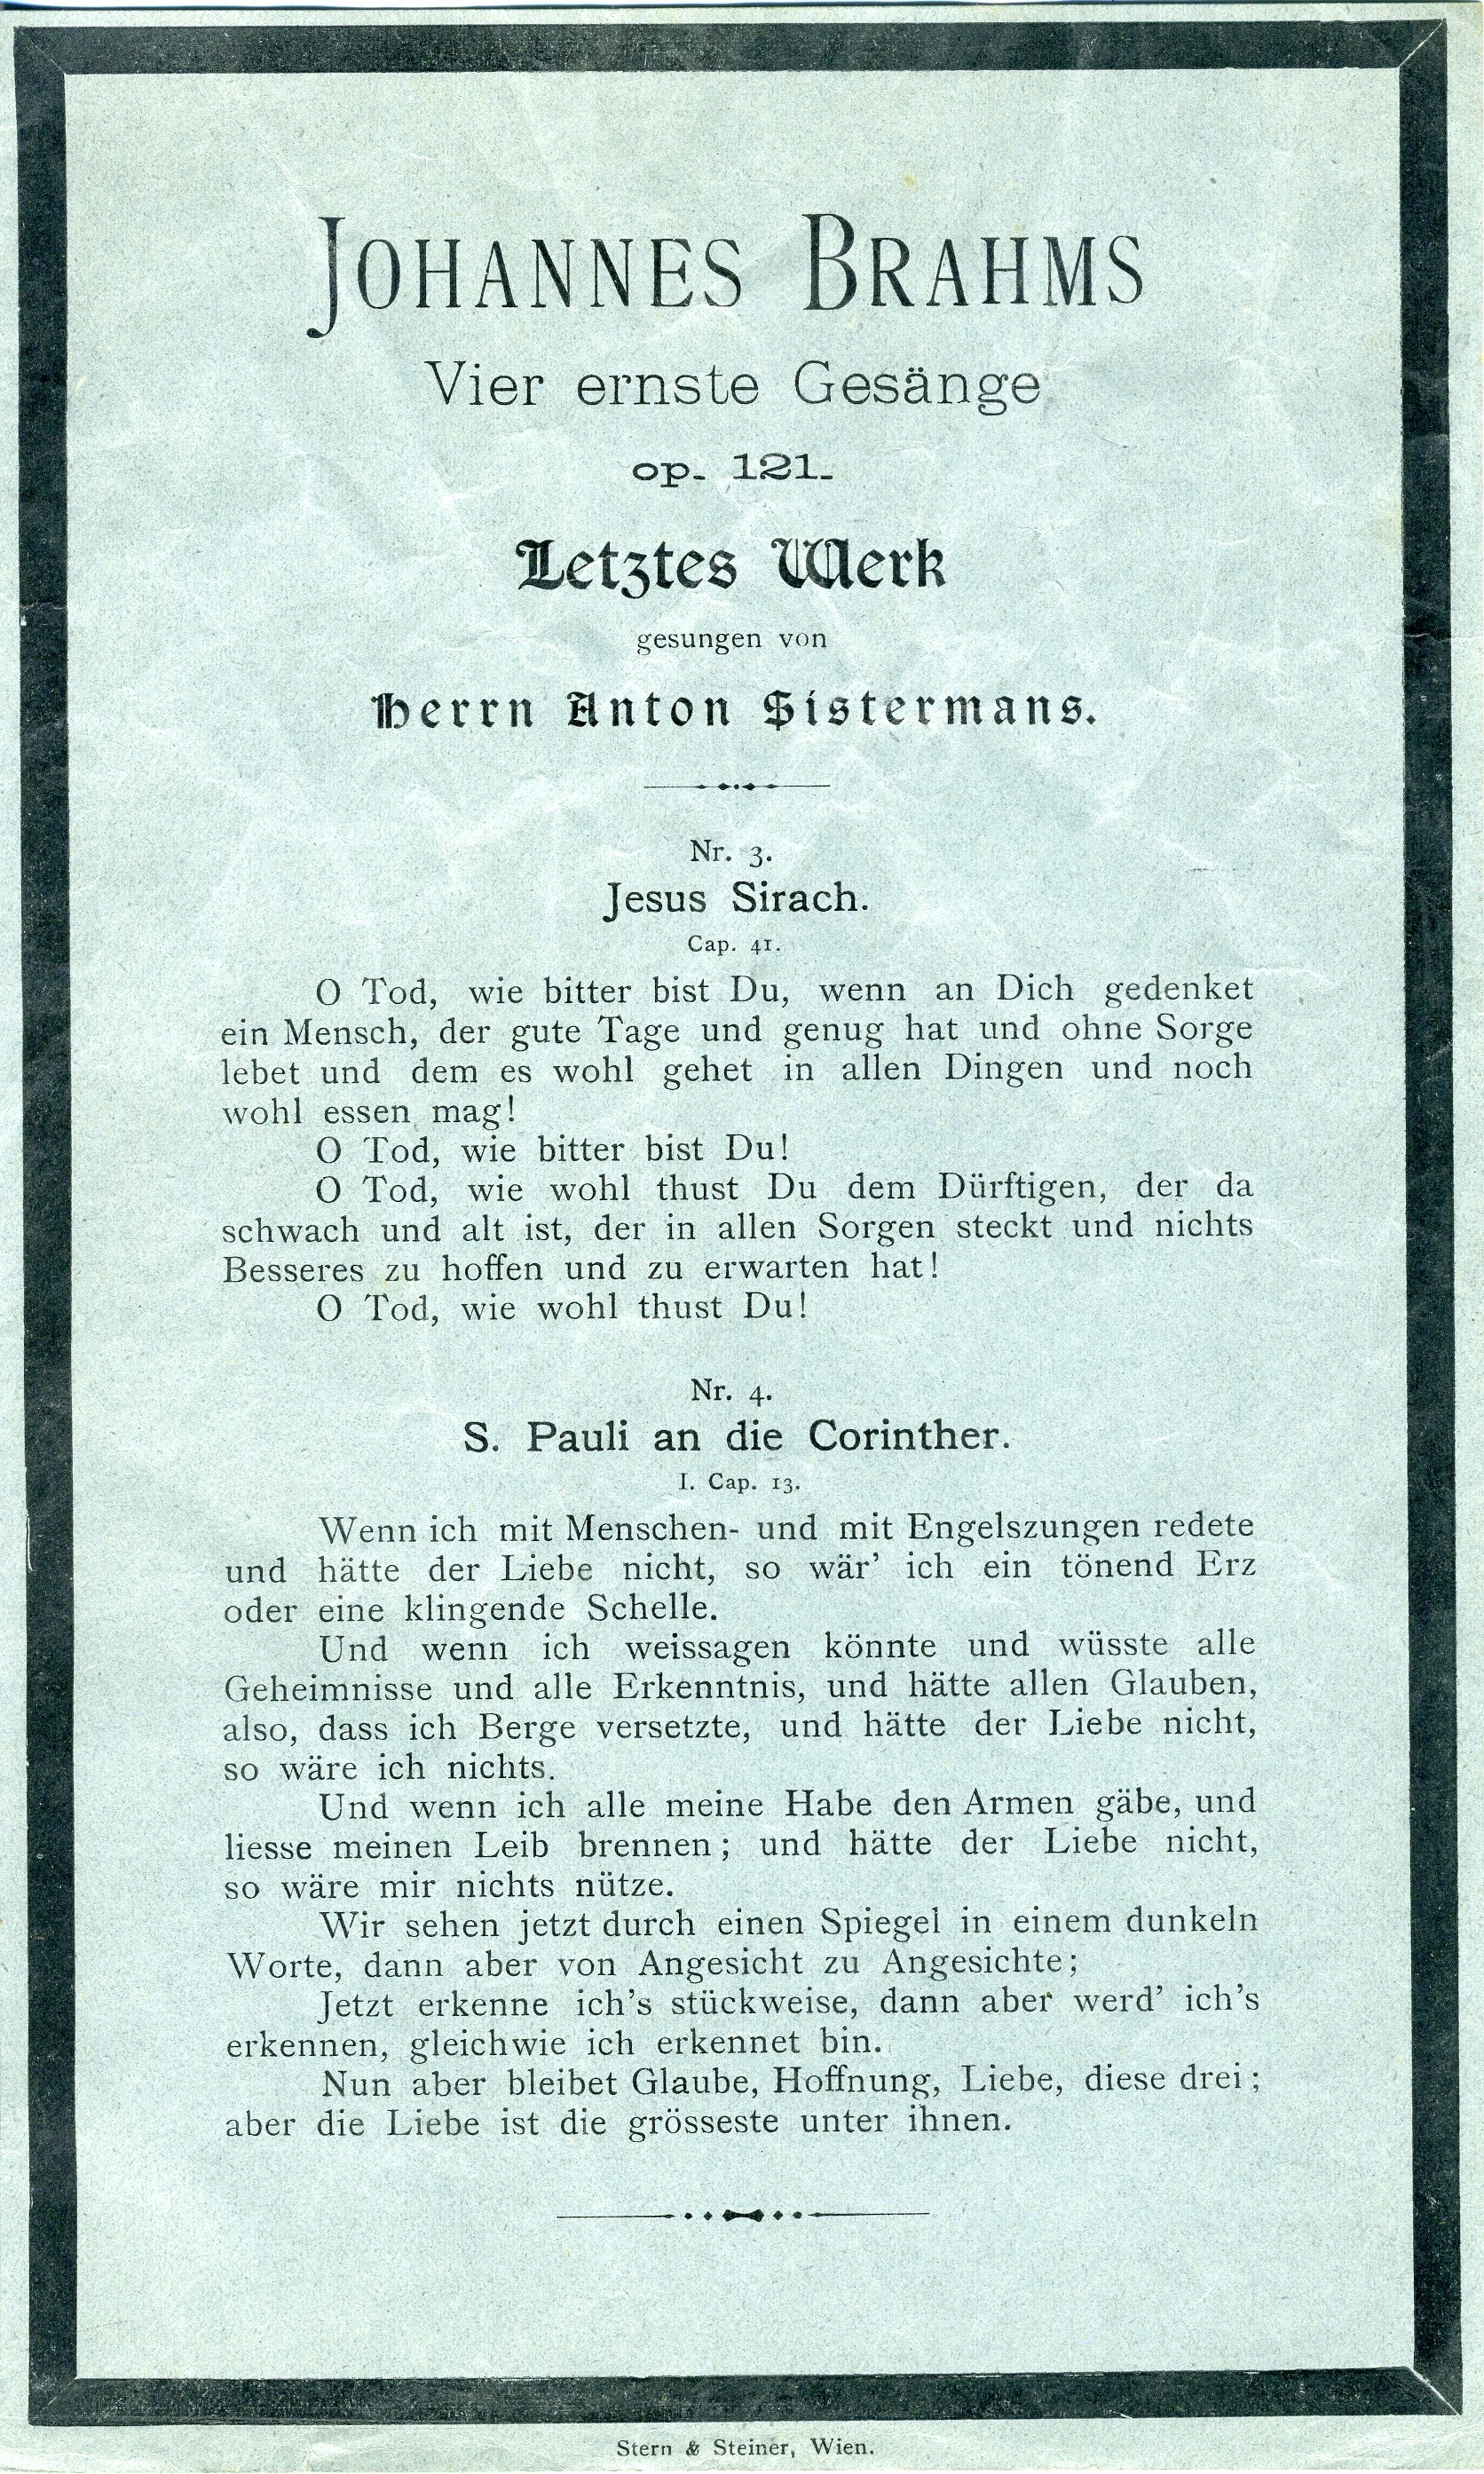 JOHANNES BRAHMS
Vier ernste Gesänge
op. 121.
Letztes Werk
gesungen von
Herrn Anton Sistermans.
Nr. 3.
Jesus Sirach.
Cap. 41.
O Tod, wie bitter bist Du, wenn an Dich gedenket
ein Mensch, der gute Tage und genug hat und ohne Sorge
lebet und dem es wohl gehet in allen Dingen und noch
wohl essen mag!
O Tod, wie bitter bist Du!
O Tod, wie wohl thust Du dem Dürftigen, der da
schwach und alt ist, der in allen Sorgen steckt und nichts
Besseres zu hoffen und zu erwarten hat!
O Tod, wie wohl thust Du!
Nr. 4.
S. Pauli an die Corinther.
I. Cap. 13.
Wenn ich mit Menschen- und mit Engelszungen redete
und hätte der Liebe nicht, so wär’ ich ein tönend Erz
oder eine klingende Schelle.
Und wenn ich weissagen könnte und wüsste alle
Geheimnisse und alle Erkenntnis, und hätte allen Glauben,
also, dass ich Berge versetzte, und hätte der Liebe nicht,
so wäre ich nichts.
Und wenn ich alle meine Habe den Armen gäbe, und
liesse meinen Leib brennen; und hätte der Liebe nicht,
so wäre mir nichts nütze.
Wir sehen jetzt durch einen Spiegel in einem dunkeln
Worte, dann aber von Angesicht zu Angesichte;
Jetzt erkenne ich’s stückweise, dann aber werd’ ich’s
erkennen, gleichwie ich erkennet bin.
Nun aber bleibet Glaube, Hoffnung, Liebe, diese drei;
aber die Liebe ist die grösseste unter ihnen.
Stern & Steiner, Wien.